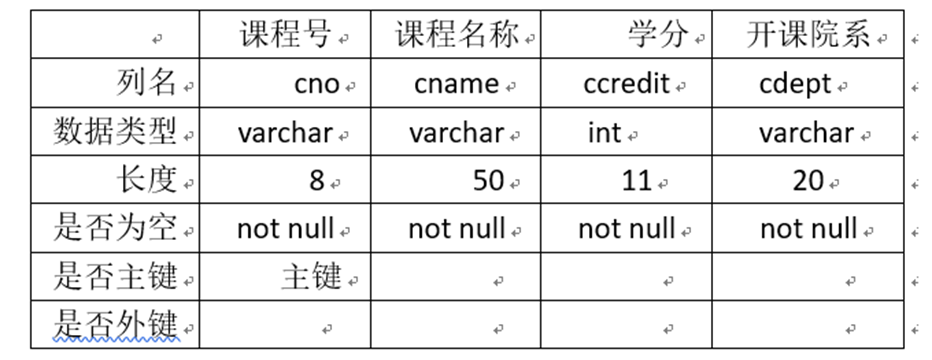 课程号 课程名称 学分 开课院系
列名 cno cname ccredit cdept
数据类型 varchar varchar int varchar
长度 8 50 11 20
是否为空 not null not null not null not null
是否主键 主键
是否外键